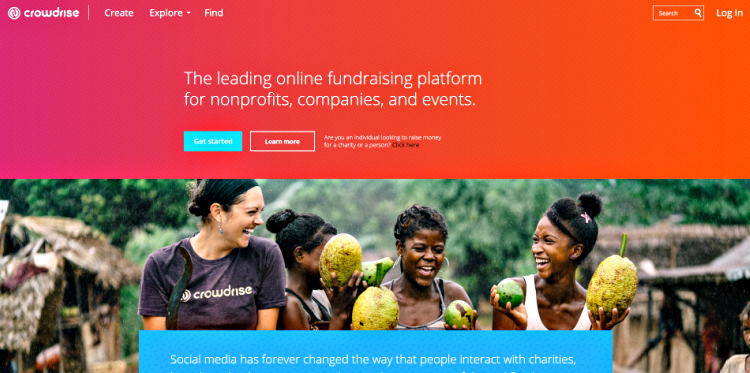 crowdrise
Create
Explore
Find
Search
Log In
The leading online fundraising platform
for nonprofits, companies, and events.
Get started
Learn more
Are you an individual looking to raise money
for a charity or a person? Click here
crowdrise
Social media has forever changed the way that people interact with charities,